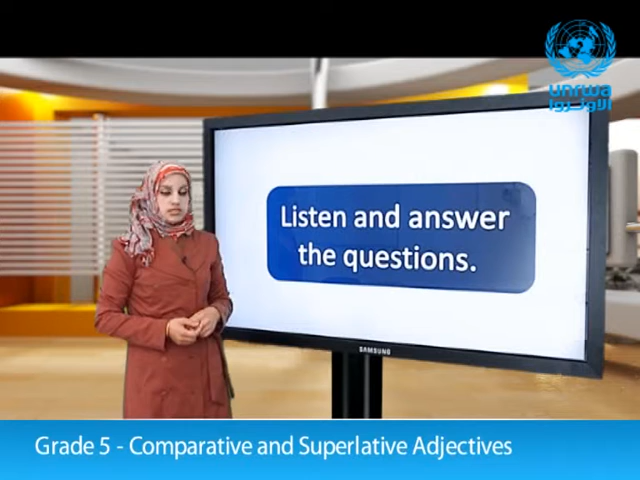 unrwa
الأونروا
Listen and answer
the questions.
SAMSUNG
Grade 5 - Comparative and Superlative Adjectives